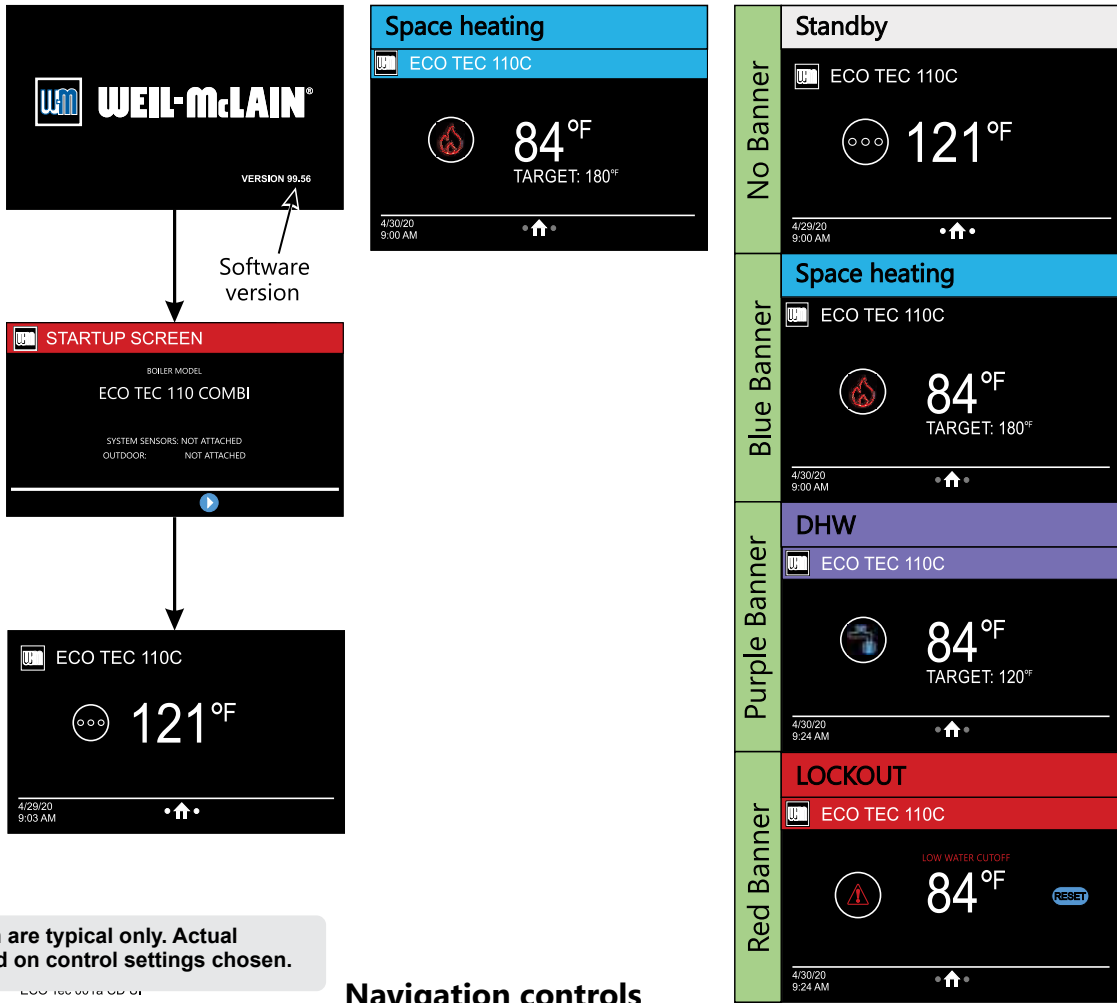 WEIL-McLAIN®
VERSION 99.56
Software
version
STARTUP SCREEN
BOILER MODEL
ECO TEC 110 COMBI
SYSTEM SENSORS: NOT ATTACHED
OUTDOOR: NOT ATTACHED
ECO TEC 110C
121°F
4/29/20
9:03 AM
are typical only. Actual
on control settings chosen.
Space heating
ECO TEC 110C
84°F
TARGET: 180°F
4/30/20
9:00 AM
Navigation controls
No Banner
Standby
ECO TEC 110C
121°F
4/29/20
9:00 AM
Blue Banner
Space heating
ECO TEC 110C
84°F
TARGET: 180°F
4/30/20
9:00 AM
Purple Banner
DHW
ECO TEC 110C
84°F
TARGET: 120°F
4/30/20
9:24 AM
Red Banner
LOCKOUT
ECO TEC 110C
LOW WATER CUTOFF
84°F
RESET
4/30/20
9:24 AM